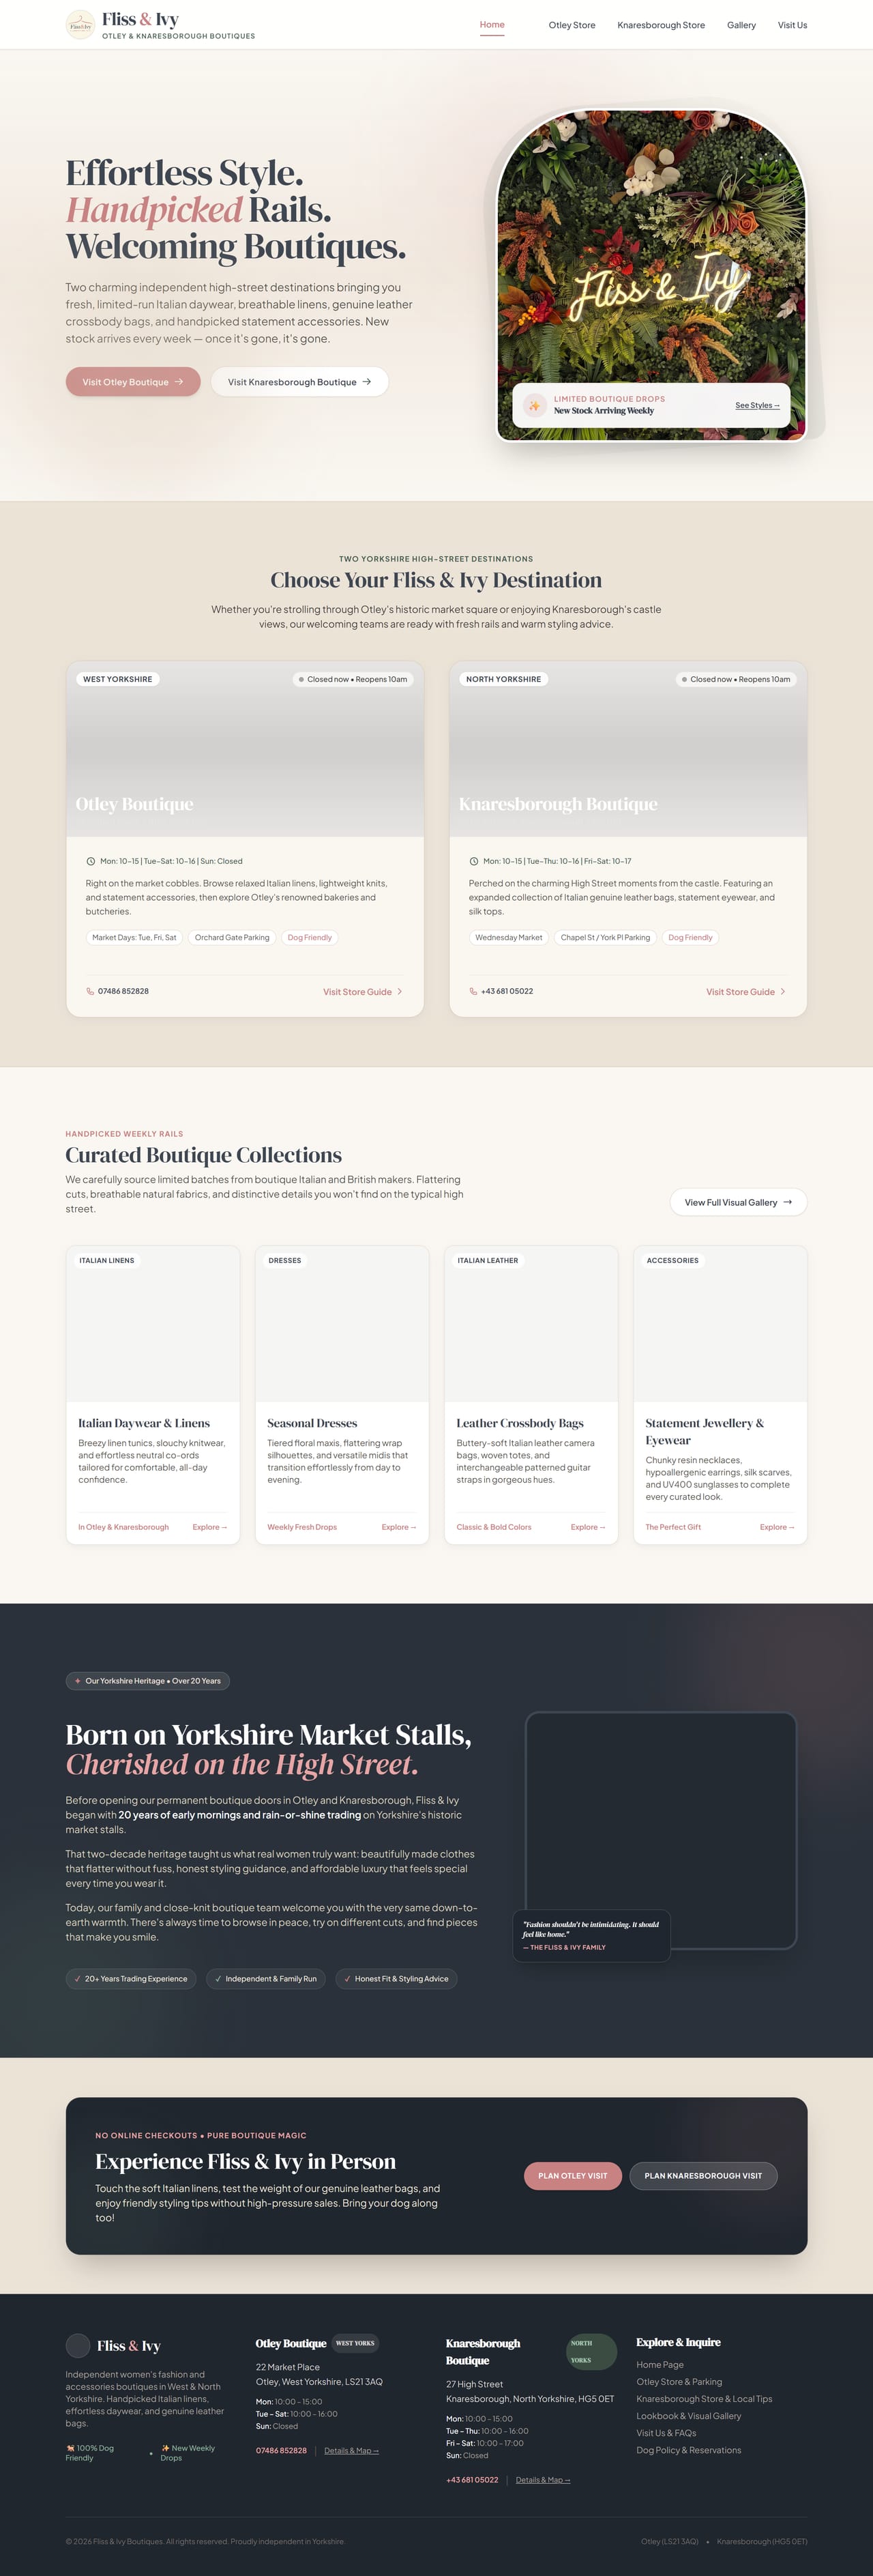 Fliss & Ivy
OTLEY & KNARESBOROUGH BOUTIQUES
Home
Otley Store
Knaresborough Store
Gallery
Visit Us
Effortless Style.
Handpicked Rails.
Welcoming Boutiques.
Two charming independent high-street destinations bringing you
fresh, limited-run Italian daywear, breathable linens, genuine leather
crossbody bags, and handpicked statement accessories. New
stock arrives every week — once it's gone, it's gone.
Visit Otley Boutique →
Visit Knaresborough Boutique →
Fliss & Ivy
LIMITED BOUTIQUE DROPS
New Stock Arriving Weekly
See Styles →
TWO YORKSHIRE HIGH-STREET DESTINATIONS
Choose Your Fliss & Ivy Destination
Whether you're strolling through Otley's historic market square or enjoying Knaresborough's castle
views, our welcoming teams are ready with fresh rails and warm styling advice.
WEST YORKSHIRE
Closed now • Reopens 10am
Otley Boutique
Mon: 10–15 | Tue–Sat: 10–16 | Sun: Closed
Right on the market cobbles. Browse relaxed Italian linens, lightweight knits,
and statement accessories, then explore Otley's renowned bakeries and
butcheries.
Market Days: Tue, Fri, Sat
Orchard Gate Parking
Dog Friendly
07486 852828
Visit Store Guide
NORTH YORKSHIRE
Closed now • Reopens 10am
Knaresborough Boutique
Mon: 10–15 | Tue–Thu: 10–16 | Fri–Sat: 10–17
Perched on the charming High Street moments from the castle. Featuring an
expanded collection of Italian genuine leather bags, statement eyewear, and
silk tops.
Wednesday Market
Chapel St / York Pl Parking
Dog Friendly
+43 681 05022
Visit Store Guide
HANDPICKED WEEKLY RAILS
Curated Boutique Collections
We carefully source limited batches from boutique Italian and British makers. Flattering
cuts, breathable natural fabrics, and distinctive details you won't find on the typical high
street.
View Full Visual Gallery →
ITALIAN LINENS
Italian Daywear & Linens
Breezy linen tunics, slouchy knitwear,
and effortless neutral co-ords
tailored for comfortable, all-day
confidence.
In Otley & Knaresborough
Explore →
DRESSES
Seasonal Dresses
Tiered floral maxis, flattering wrap
silhouettes, and versatile midis that
transition effortlessly from day to
evening.
Weekly Fresh Drops
Explore →
ITALIAN LEATHER
Leather Crossbody Bags
Buttery-soft Italian leather camera
bags, woven totes, and
interchangeable patterned guitar
straps in gorgeous hues.
Classic & Bold Colors
Explore →
ACCESSORIES
Statement Jewellery &
Eyewear
Chunky resin necklaces,
hypoallergenic earrings, silk scarves,
and UV400 sunglasses to complete
every curated look.
The Perfect Gift
Explore →
Our Yorkshire Heritage • Over 20 Years
Born on Yorkshire Market Stalls,
Cherished on the High Street.
Before opening our permanent boutique doors in Otley and Knaresborough, Fliss & Ivy
began with 20 years of early mornings and rain-or-shine trading on Yorkshire's historic
market stalls.
That two-decade heritage taught us what real women truly want: beautifully made clothes
that flatter without fuss, honest styling guidance, and affordable luxury that feels special
every time you wear it.
Today, our family and close-knit boutique team welcome you with the very same down-to-
earth warmth. There's always time to browse in peace, try on different cuts, and find pieces
that make you smile.
✓ 20+ Years Trading Experience
✓ Independent & Family Run
✓ Honest Fit & Styling Advice
"Fashion shouldn't be intimidating. It should
feel like home."
— THE FLISS & IVY FAMILY
NO ONLINE CHECKOUTS • PURE BOUTIQUE MAGIC
Experience Fliss & Ivy in Person
Touch the soft Italian linens, test the weight of our genuine leather bags, and
enjoy friendly styling tips without high-pressure sales. Bring your dog along
too!
PLAN OTLEY VISIT
PLAN KNARESBOROUGH VISIT
Fliss & Ivy
Independent women's fashion and
accessories boutiques in West & North
Yorkshire. Handpicked Italian linens,
effortless daywear, and genuine leather
bags.
100% Dog
Friendly
•
New Weekly
Drops
Otley Boutique
WEST YORKS
22 Market Place
Otley, West Yorkshire, LS21 3AQ
Mon: 10:00 – 15:00
Tue – Sat: 10:00 – 16:00
Sun: Closed
07486 852828 | Details & Map →
Knaresborough
Boutique
NORTH
YORKS
27 High Street
Knaresborough, North Yorkshire, HG5 0ET
Mon: 10:00 – 15:00
Tue – Thu: 10:00 – 16:00
Fri – Sat: 10:00 – 17:00
Sun: Closed
+43 681 05022 | Details & Map →
Explore & Inquire
Home Page
Otley Store & Parking
Knaresborough Store & Local Tips
Lookbook & Visual Gallery
Visit Us & FAQs
Dog Policy & Reservations
© 2026 Fliss & Ivy Boutiques. All rights reserved. Proudly independent in Yorkshire.
Otley (LS21 3AQ) • Knaresborough (HG5 0ET)